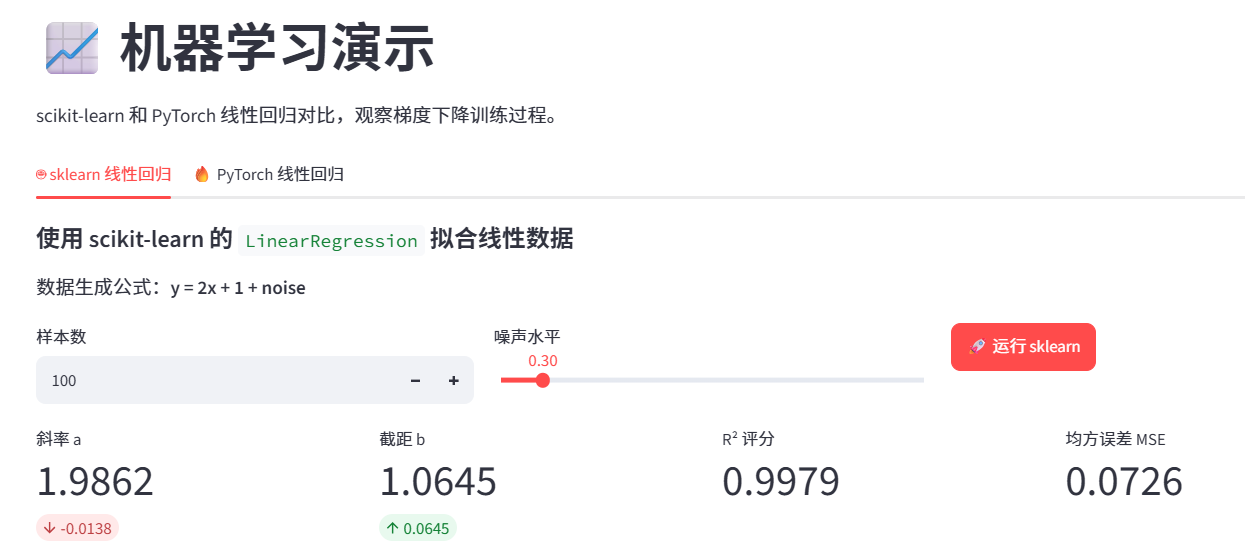 机器学习演示
scikit-learn 和 PyTorch 线性回归对比，观察梯度下降训练过程。
sklearn 线性回归 PyTorch 线性回归
使用 scikit-learn 的 LinearRegression 拟合线性数据
数据生成公式：y = 2x + 1 + noise
样本数 噪声水平
0.30
运行 sklearn
100 − +
斜率 a 截距 b R² 评分 均方误差 MSE
1.9862 1.0645 0.9979 0.0726
↓ -0.0138 ↑ 0.0645